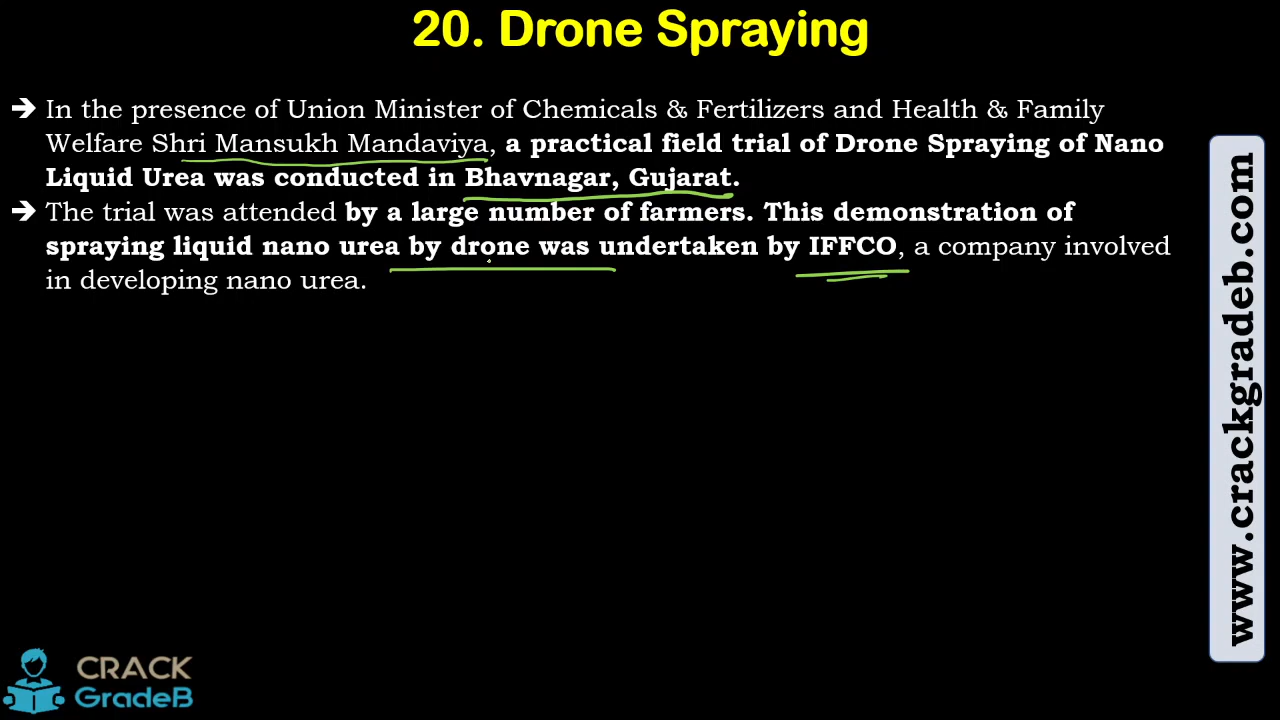 20. Drone Spraying
➔ In the presence of Union Minister of Chemicals & Fertilizers and Health & Family
Welfare Shri Mansukh Mandaviya, a practical field trial of Drone Spraying of Nano
Liquid Urea was conducted in Bhavnagar, Gujarat.
➔ The trial was attended by a large number of farmers. This demonstration of
spraying liquid nano urea by drone was undertaken by IFFCO, a company involved
in developing nano urea.
www.crackgradeb.com
CRACK
GradeB